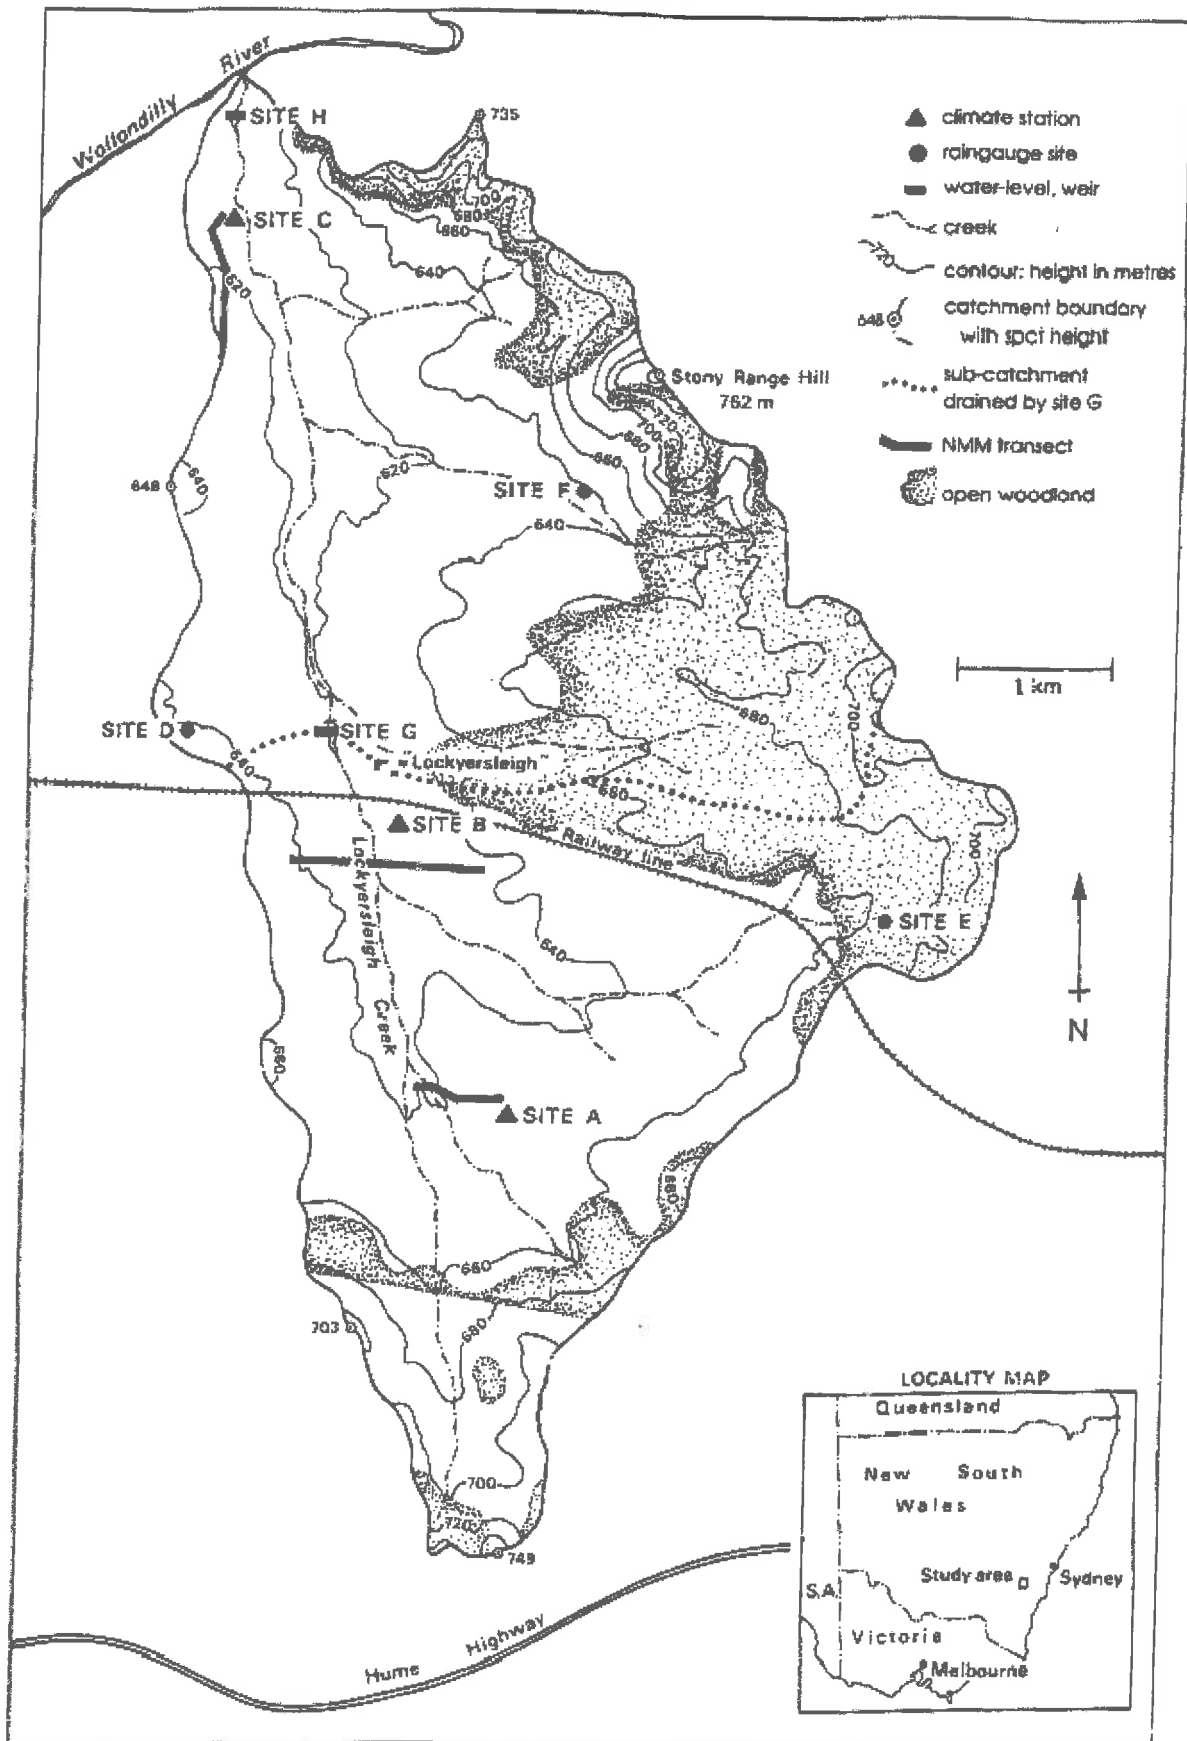 River
Wollondilly
SITE H
735
climate station
raingauge site
water-level, weir
creek
720
contour: height in metres
648
catchment boundary
with spot height
sub-catchment
drained by site G
NMM transect
open woodland
700
680
660
SITE C
640
620
Stony Range Hill
762 m
720
700
680
660
620
SITE F
648
640
640
1 km
680
700
SITE D
SITE G
640
"Lockyersleigh"
660
SITE B
Railway line
700
Lockyersleigh
Creek
SITE E
640
N
660
SITE A
680
660
703
680
700
720
749
LOCALITY MAP
Queensland
New South
Wales
Study area
Sydney
S.A.
Victoria
Melbourne
Hume Highway